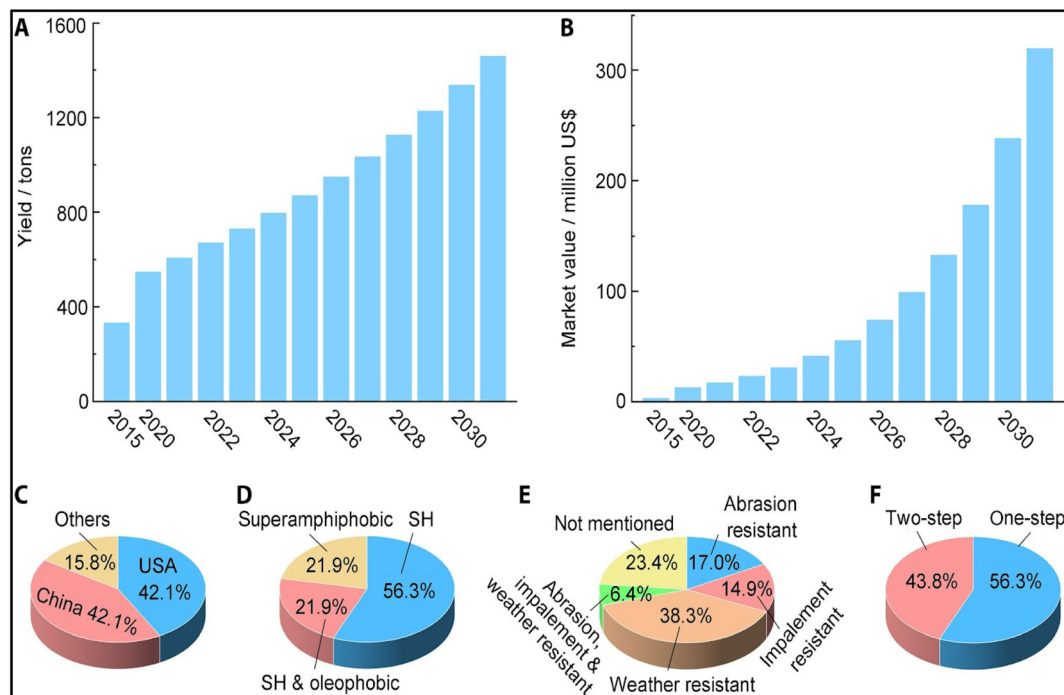 A
B
Yield / tons
1600
1200
800
400
0
2015
2020
2022
2024
2026
2028
2030
Market value / million US$
300
200
100
0
2015
2020
2022
2024
2026
2028
2030
C
Others
15.8%
USA
42.1%
China 42.1%
D
Superamphiphobic
SH
21.9%
56.3%
21.9%
SH & oleophobic
E
Not mentioned
Abrasion
resistant
23.4%
17.0%
6.4%
14.9%
38.3%
Abrasion,
impalement &
weather resistant
Weather resistant
Impalement
resistant
F
Two-step
One-step
43.8%
56.3%